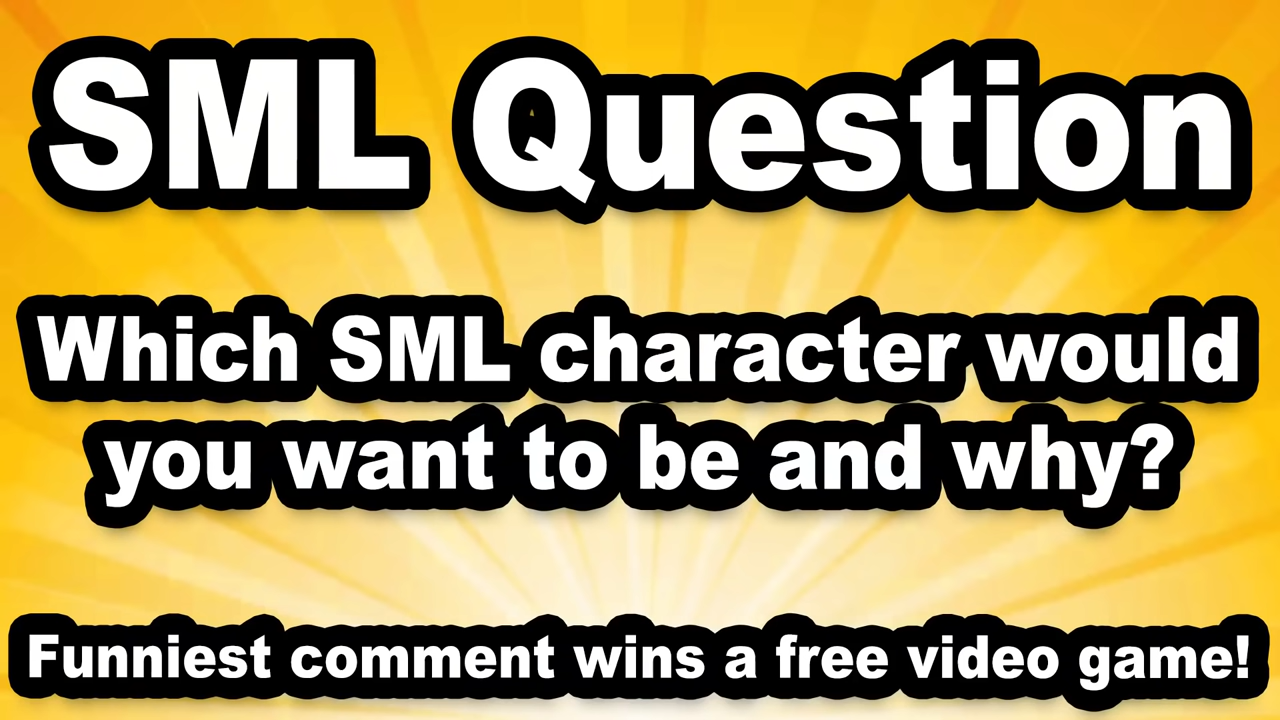 SML Question
Which SML character would
you want to be and why?
Funniest comment wins a free video game!